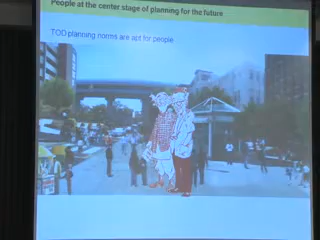 People at the center stage of planning for the future
TOD planning norms are apt for people